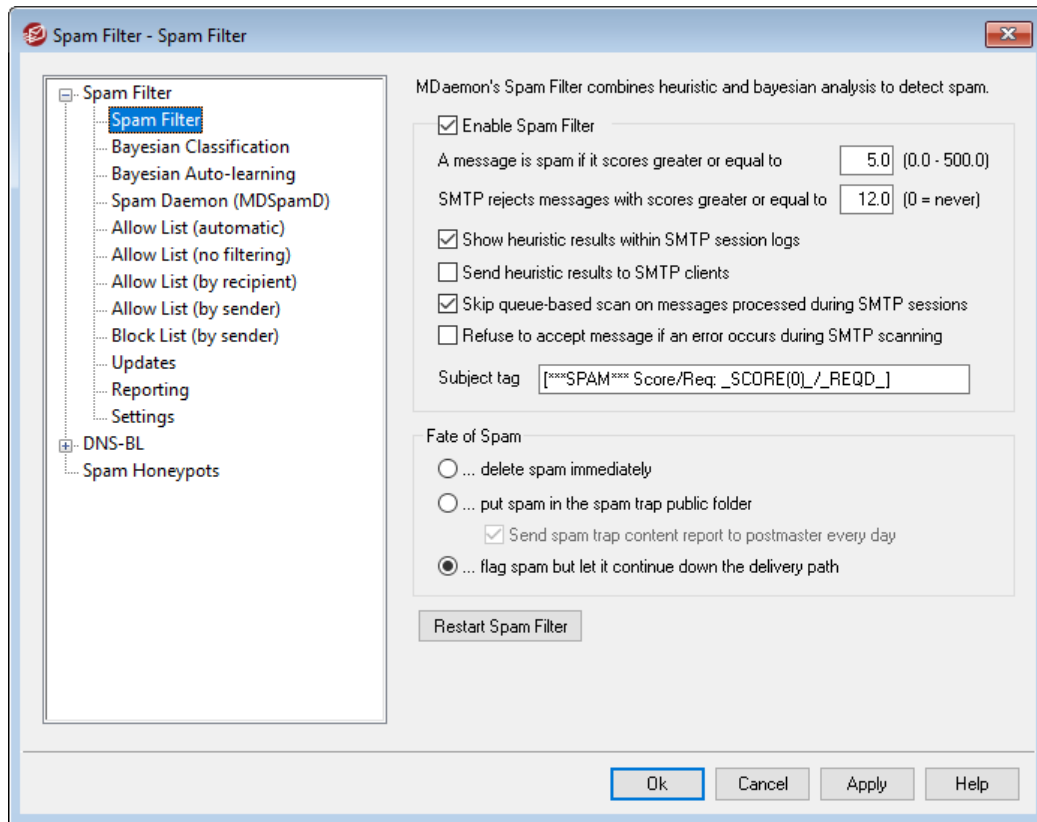 Spam Filter - Spam Filter
Spam Filter
Spam Filter
Bayesian Classification
Bayesian Auto-learning
Spam Daemon (MDSpamD)
Allow List (automatic)
Allow List (no filtering)
Allow List (by recipient)
Allow List (by sender)
Block List (by sender)
Updates
Reporting
Settings
DNS-BL
Spam Honeypots
MDaemon's Spam Filter combines heuristic and bayesian analysis to detect spam.
Enable Spam Filter
A message is spam if it scores greater or equal to 5.0 (0.0 - 500.0)
SMTP rejects messages with scores greater or equal to 12.0 (0 = never)
Show heuristic results within SMTP session logs
Send heuristic results to SMTP clients
Skip queue-based scan on messages processed during SMTP sessions
Refuse to accept message if an error occurs during SMTP scanning
Subject tag [***SPAM*** Score/Req: _SCORE(0)_/_REQD_]
Fate of Spam
... delete spam immediately
... put spam in the spam trap public folder
Send spam trap content report to postmaster every day
... flag spam but let it continue down the delivery path
Restart Spam Filter
Ok Cancel Apply Help